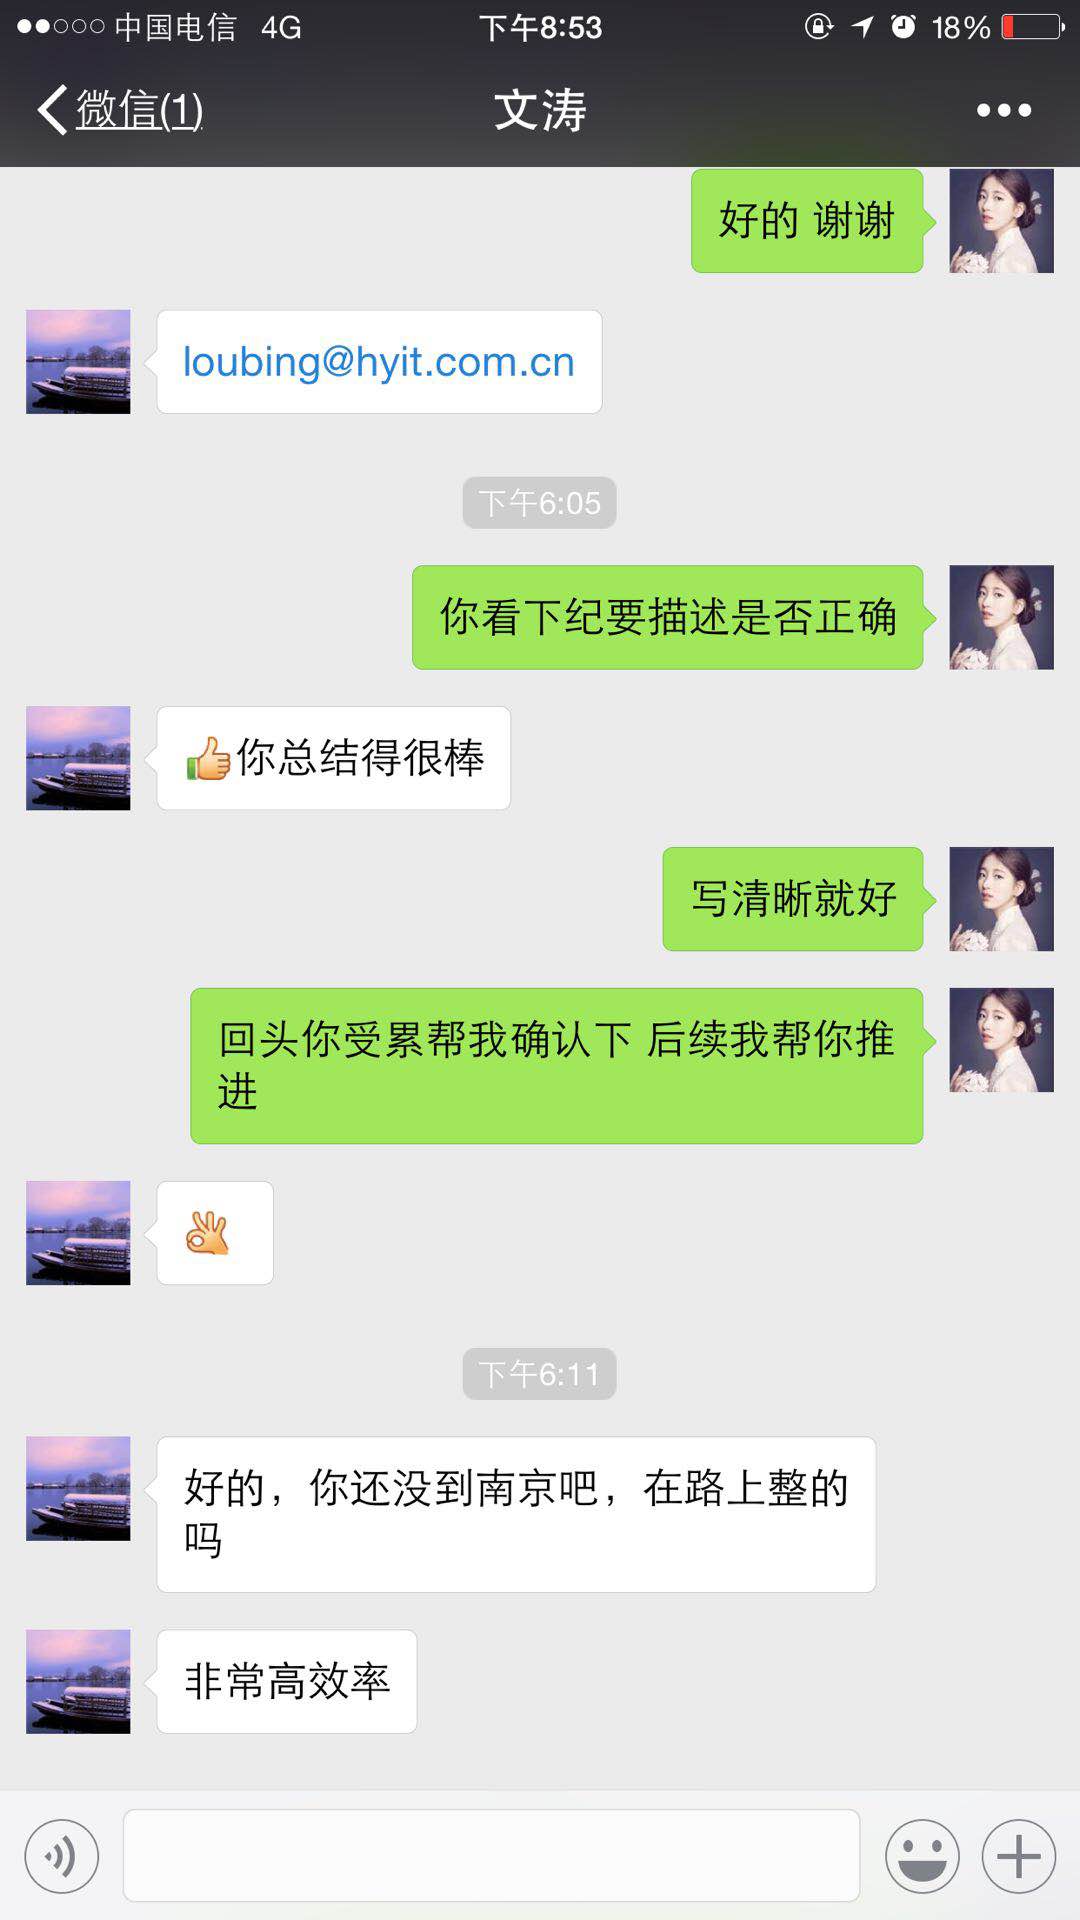 中国电信 4G 下午8:53 18%
微信(1) 文涛
好的 谢谢
loubing@hyit.com.cn
下午6:05
你看下纪要描述是否正确
👍你总结得很棒
写清晰就好
回头你受累帮我确认下 后续我帮你推
进
👌
下午6:11
好的，你还没到南京吧，在路上整的
吗
非常高效率